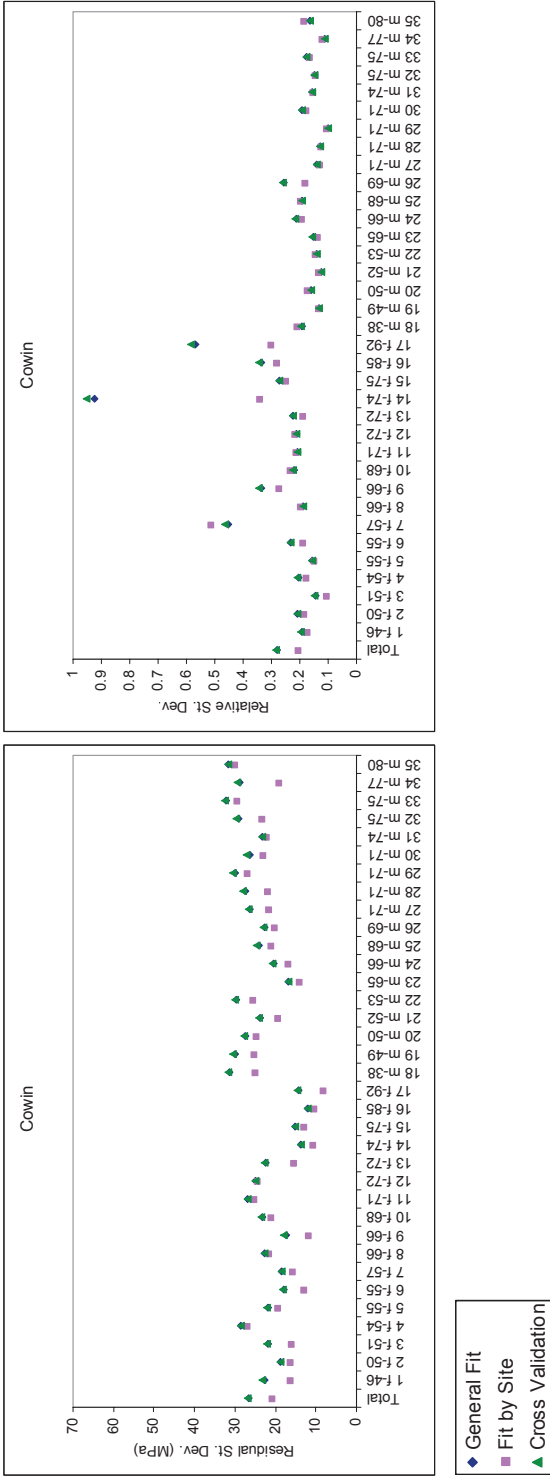 Cowin
Residual St. Dev. (MPa)
70
60
50
40
30
20
10
0
Total
1 f-46
2 f-50
3 f-51
4 f-54
5 f-55
6 f-55
7 f-57
8 f-66
9 f-66
10 f-68
11 f-71
12 f-72
13 f-72
14 f-74
15 f-75
16 f-85
17 f-92
18 m-38
19 m-49
20 m-50
21 m-52
22 m-53
23 m-65
24 m-66
25 m-68
26 m-69
27 m-71
28 m-71
29 m-71
30 m-71
31 m-74
32 m-75
33 m-75
34 m-77
35 m-80
Cowin
Relative St. Dev.
1
0.9
0.8
0.7
0.6
0.5
0.4
0.3
0.2
0.1
0
Total
1 f-46
2 f-50
3 f-51
4 f-54
5 f-55
6 f-55
7 f-57
8 f-66
9 f-66
10 f-68
11 f-71
12 f-72
13 f-72
14 f-74
15 f-75
16 f-85
17 f-92
18 m-38
19 m-49
20 m-50
21 m-52
22 m-53
23 m-65
24 m-66
25 m-68
26 m-69
27 m-71
28 m-71
29 m-71
30 m-71
31 m-74
32 m-75
33 m-75
34 m-77
35 m-80
General Fit
Fit by Site
Cross Validation